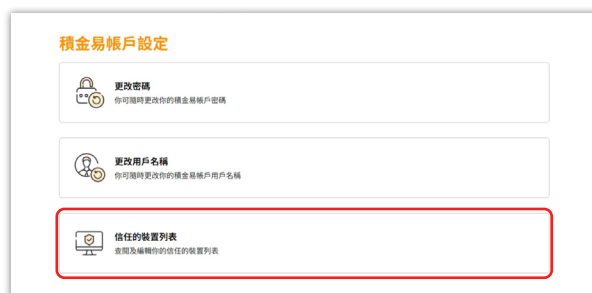 積金易帳戶設定
更改密碼
你可隨時更改你的積金易帳戶密碼
更改用戶名稱
你可隨時更改你的積金易帳戶用戶名稱
信任的裝置列表
查閱及編輯你的信任的裝置列表